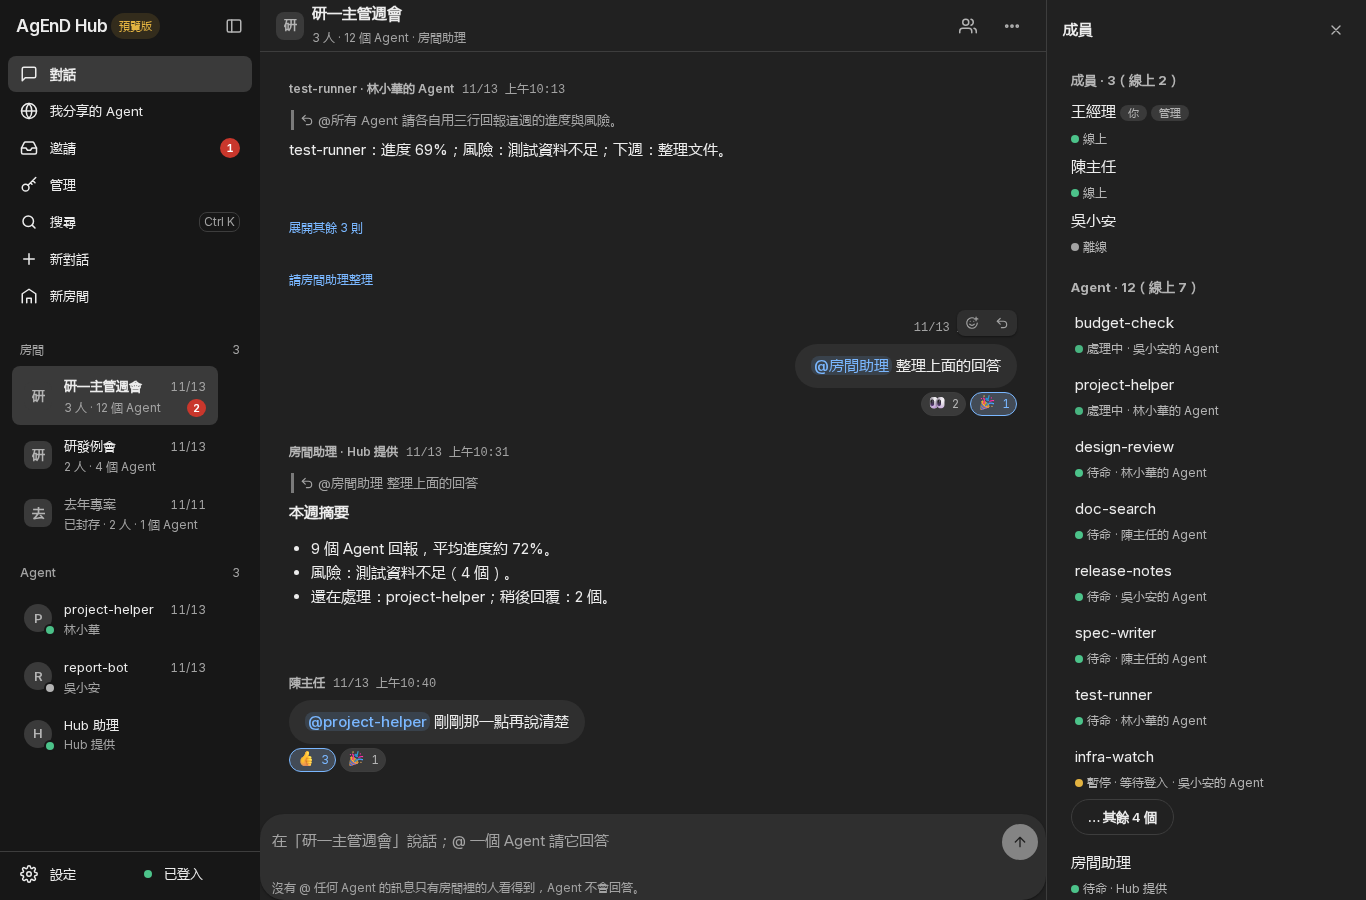 AgEnD Hub 預覽版
對話
我分享的 Agent
邀請 1
管理
搜尋 Ctrl K
新對話
新房間
房間 3
研 研一主管週會 11/13
3 人 · 12 個 Agent 2
研 研發例會 11/13
2 人 · 4 個 Agent
去 去年專案 11/11
已封存 · 2 人 · 1 個 Agent
Agent 3
P project-helper 11/13
林小華
R report-bot 11/13
吳小安
H Hub 助理
Hub 提供
設定 已登入
研 研一主管週會
3 人 · 12 個 Agent · 房間助理
test-runner · 林小華的 Agent 11/13 上午10:13
@所有 Agent 請各自用三行回報這週的進度與風險。
test-runner：進度 69%；風險：測試資料不足；下週：整理文件。
展開其餘 3 則
請房間助理整理
11/13
@房間助理 整理上面的回答
👀 2 🎉 1
房間助理 · Hub 提供 11/13 上午10:31
@房間助理 整理上面的回答
本週摘要
• 9 個 Agent 回報，平均進度約 72%。
• 風險：測試資料不足（4 個）。
• 還在處理：project-helper；稍後回覆：2 個。
陳主任 11/13 上午10:40
@project-helper 剛剛那一點再說清楚
👍 3 🎉 1
在「研一主管週會」說話；@ 一個 Agent 請它回答
沒有 @ 任何 Agent 的訊息只有房間裡的人看得到，Agent 不會回答。
成員
成員 · 3（線上 2）
王經理 你 管理
線上
陳主任
線上
吳小安
離線
Agent · 12（線上 7）
budget-check
處理中 · 吳小安的 Agent
project-helper
處理中 · 林小華的 Agent
design-review
待命 · 林小華的 Agent
doc-search
待命 · 陳主任的 Agent
release-notes
待命 · 吳小安的 Agent
spec-writer
待命 · 陳主任的 Agent
test-runner
待命 · 林小華的 Agent
infra-watch
暫停 · 等待登入 · 吳小安的 Agent
…其餘 4 個
房間助理
待命 · Hub 提供